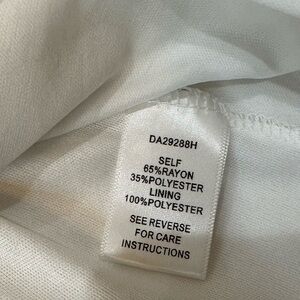 DA29288H
SELF
65%RAYON
35%POLYESTER
LINING
100%POLYESTER
SEE REVERSE
FOR CARE
INSTRUCTIONS